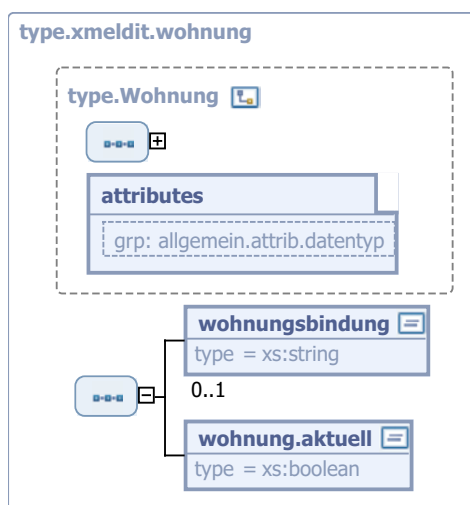 type.xmeldit.wohnung
type.Wohnung
attributes
grp: allgemein.attrib.datentyp
wohnungsbindung
type = xs:string
0..1
wohnung.aktuell
type = xs:boolean